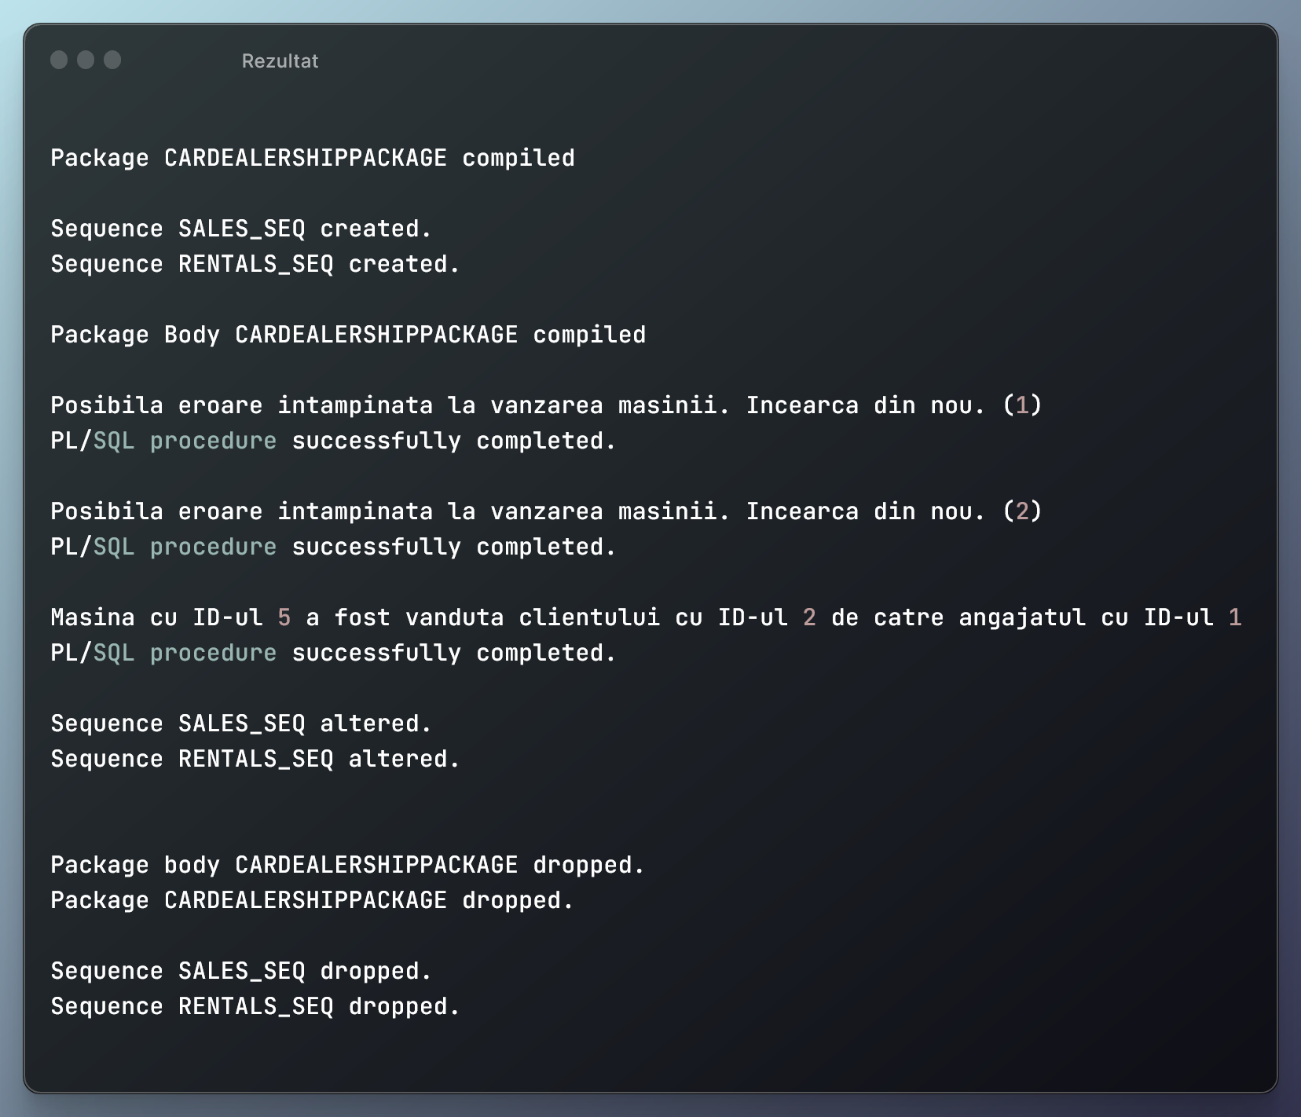 Rezultat
Package CARDEALERSHIPPACKAGE compiled
Sequence SALES_SEQ created.
Sequence RENTALS_SEQ created.
Package Body CARDEALERSHIPPACKAGE compiled
Posibila eroare intampinata la vanzarea masinii. Incearca din nou. (1)
PL/SQL procedure successfully completed.
Posibila eroare intampinata la vanzarea masinii. Incearca din nou. (2)
PL/SQL procedure successfully completed.
Masina cu ID-ul 5 a fost vanduta clientului cu ID-ul 2 de catre angajatul cu ID-ul 1
PL/SQL procedure successfully completed.
Sequence SALES_SEQ altered.
Sequence RENTALS_SEQ altered.
Package body CARDEALERSHIPPACKAGE dropped.
Package CARDEALERSHIPPACKAGE dropped.
Sequence SALES_SEQ dropped.
Sequence RENTALS_SEQ dropped.